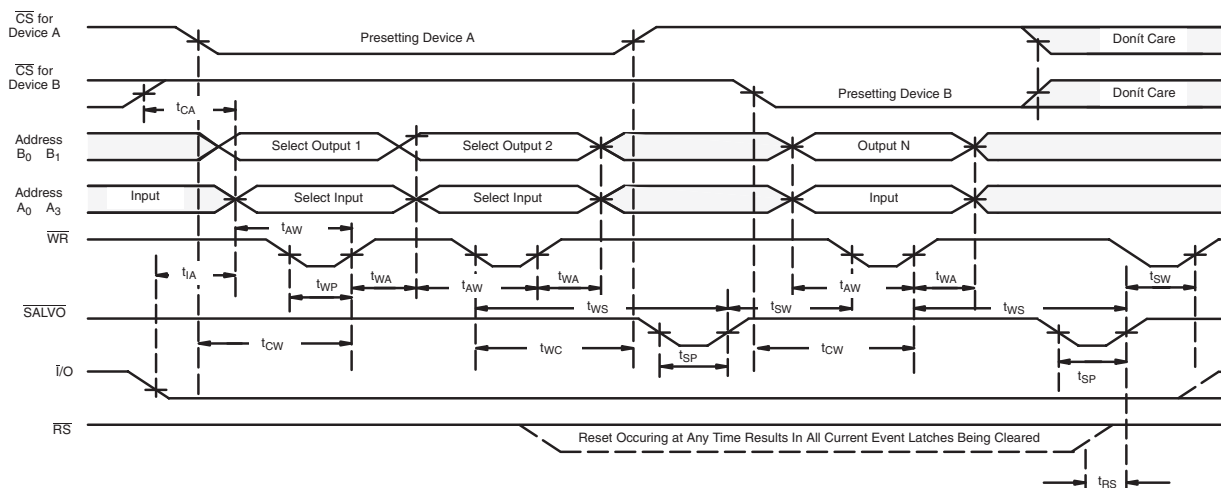 CS for
Device A
Presetting Device A
Donít Care
CS for
Device B
Presetting Device B
Donít Care
tCA
Address
B0 B1
Select Output 1
Select Output 2
Output N
Address
A0 A3
Input
Select Input
Select Input
Input
tAW
WR
tIA
tWP
tWA
tAW
tWA
tAW
tWA
tSW
tWS
tSW
tWS
SALVO
tCW
tWC
tSP
tCW
tSP
I/O
RS
Reset Occuring at Any Time Results In All Current Event Latches Being Cleared
tRS